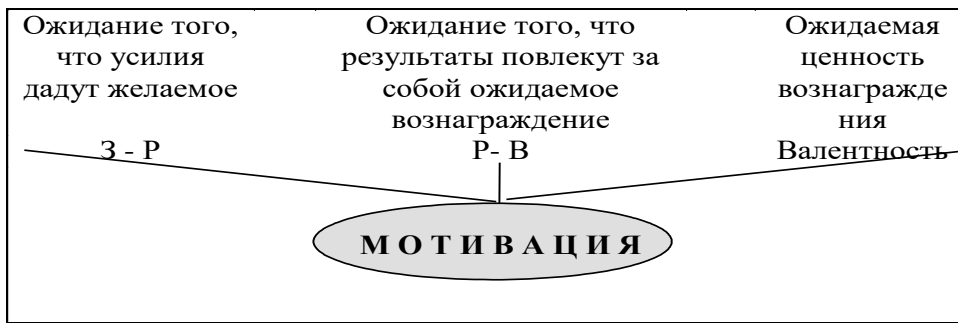 Ожидание того,
что усилия
дадут желаемое
З - Р
Ожидание того, что
результаты повлекут за
собой ожидаемое
вознаграждение
Р- В
Ожидаемая
ценность
вознагражде
ния
Валентность
М О Т И В А Ц И Я